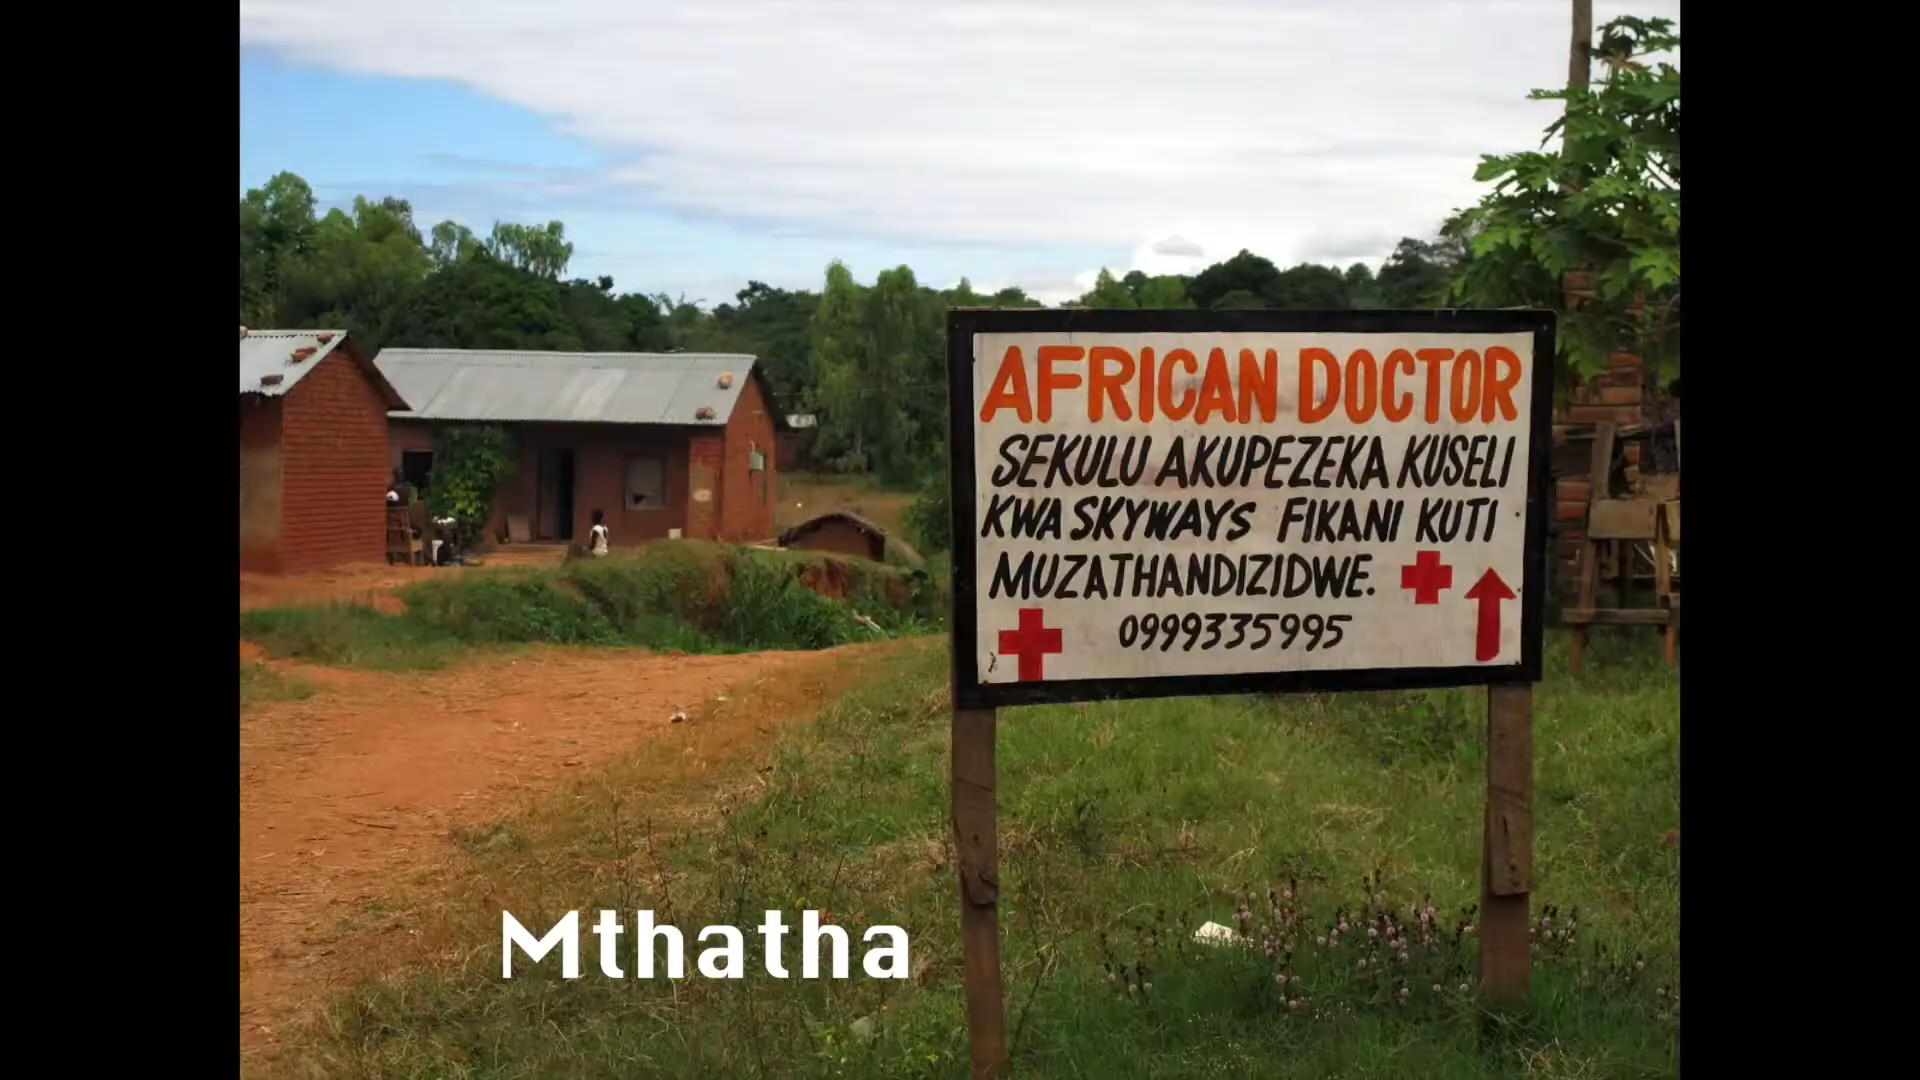 AFRICAN DOCTOR
SEKULU AKUPEZEKA KUSELI
KWA SKYWAYS FIKANI KUTI
MUZATHANDIZIDWE.
0999335995
Mthatha